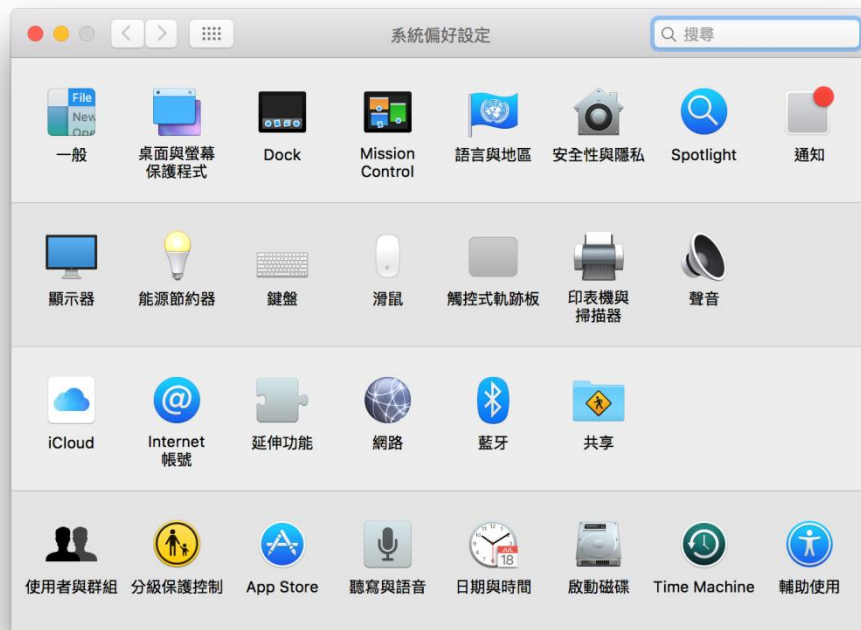 系統偏好設定
搜尋
File
New
Ope
一般
桌面與螢幕
保護程式
Dock
Mission
Control
語言與地區
安全性與隱私
Spotlight
通知
顯示器
能源節約器
鍵盤
滑鼠
觸控式軌跡板
印表機與
掃描器
聲音
iCloud
@
Internet
帳號
延伸功能
網路
藍牙
共享
使用者與群組
分級保護控制
App Store
聽寫與語音
JUL
18
日期與時間
啟動磁碟
Time Machine
輔助使用